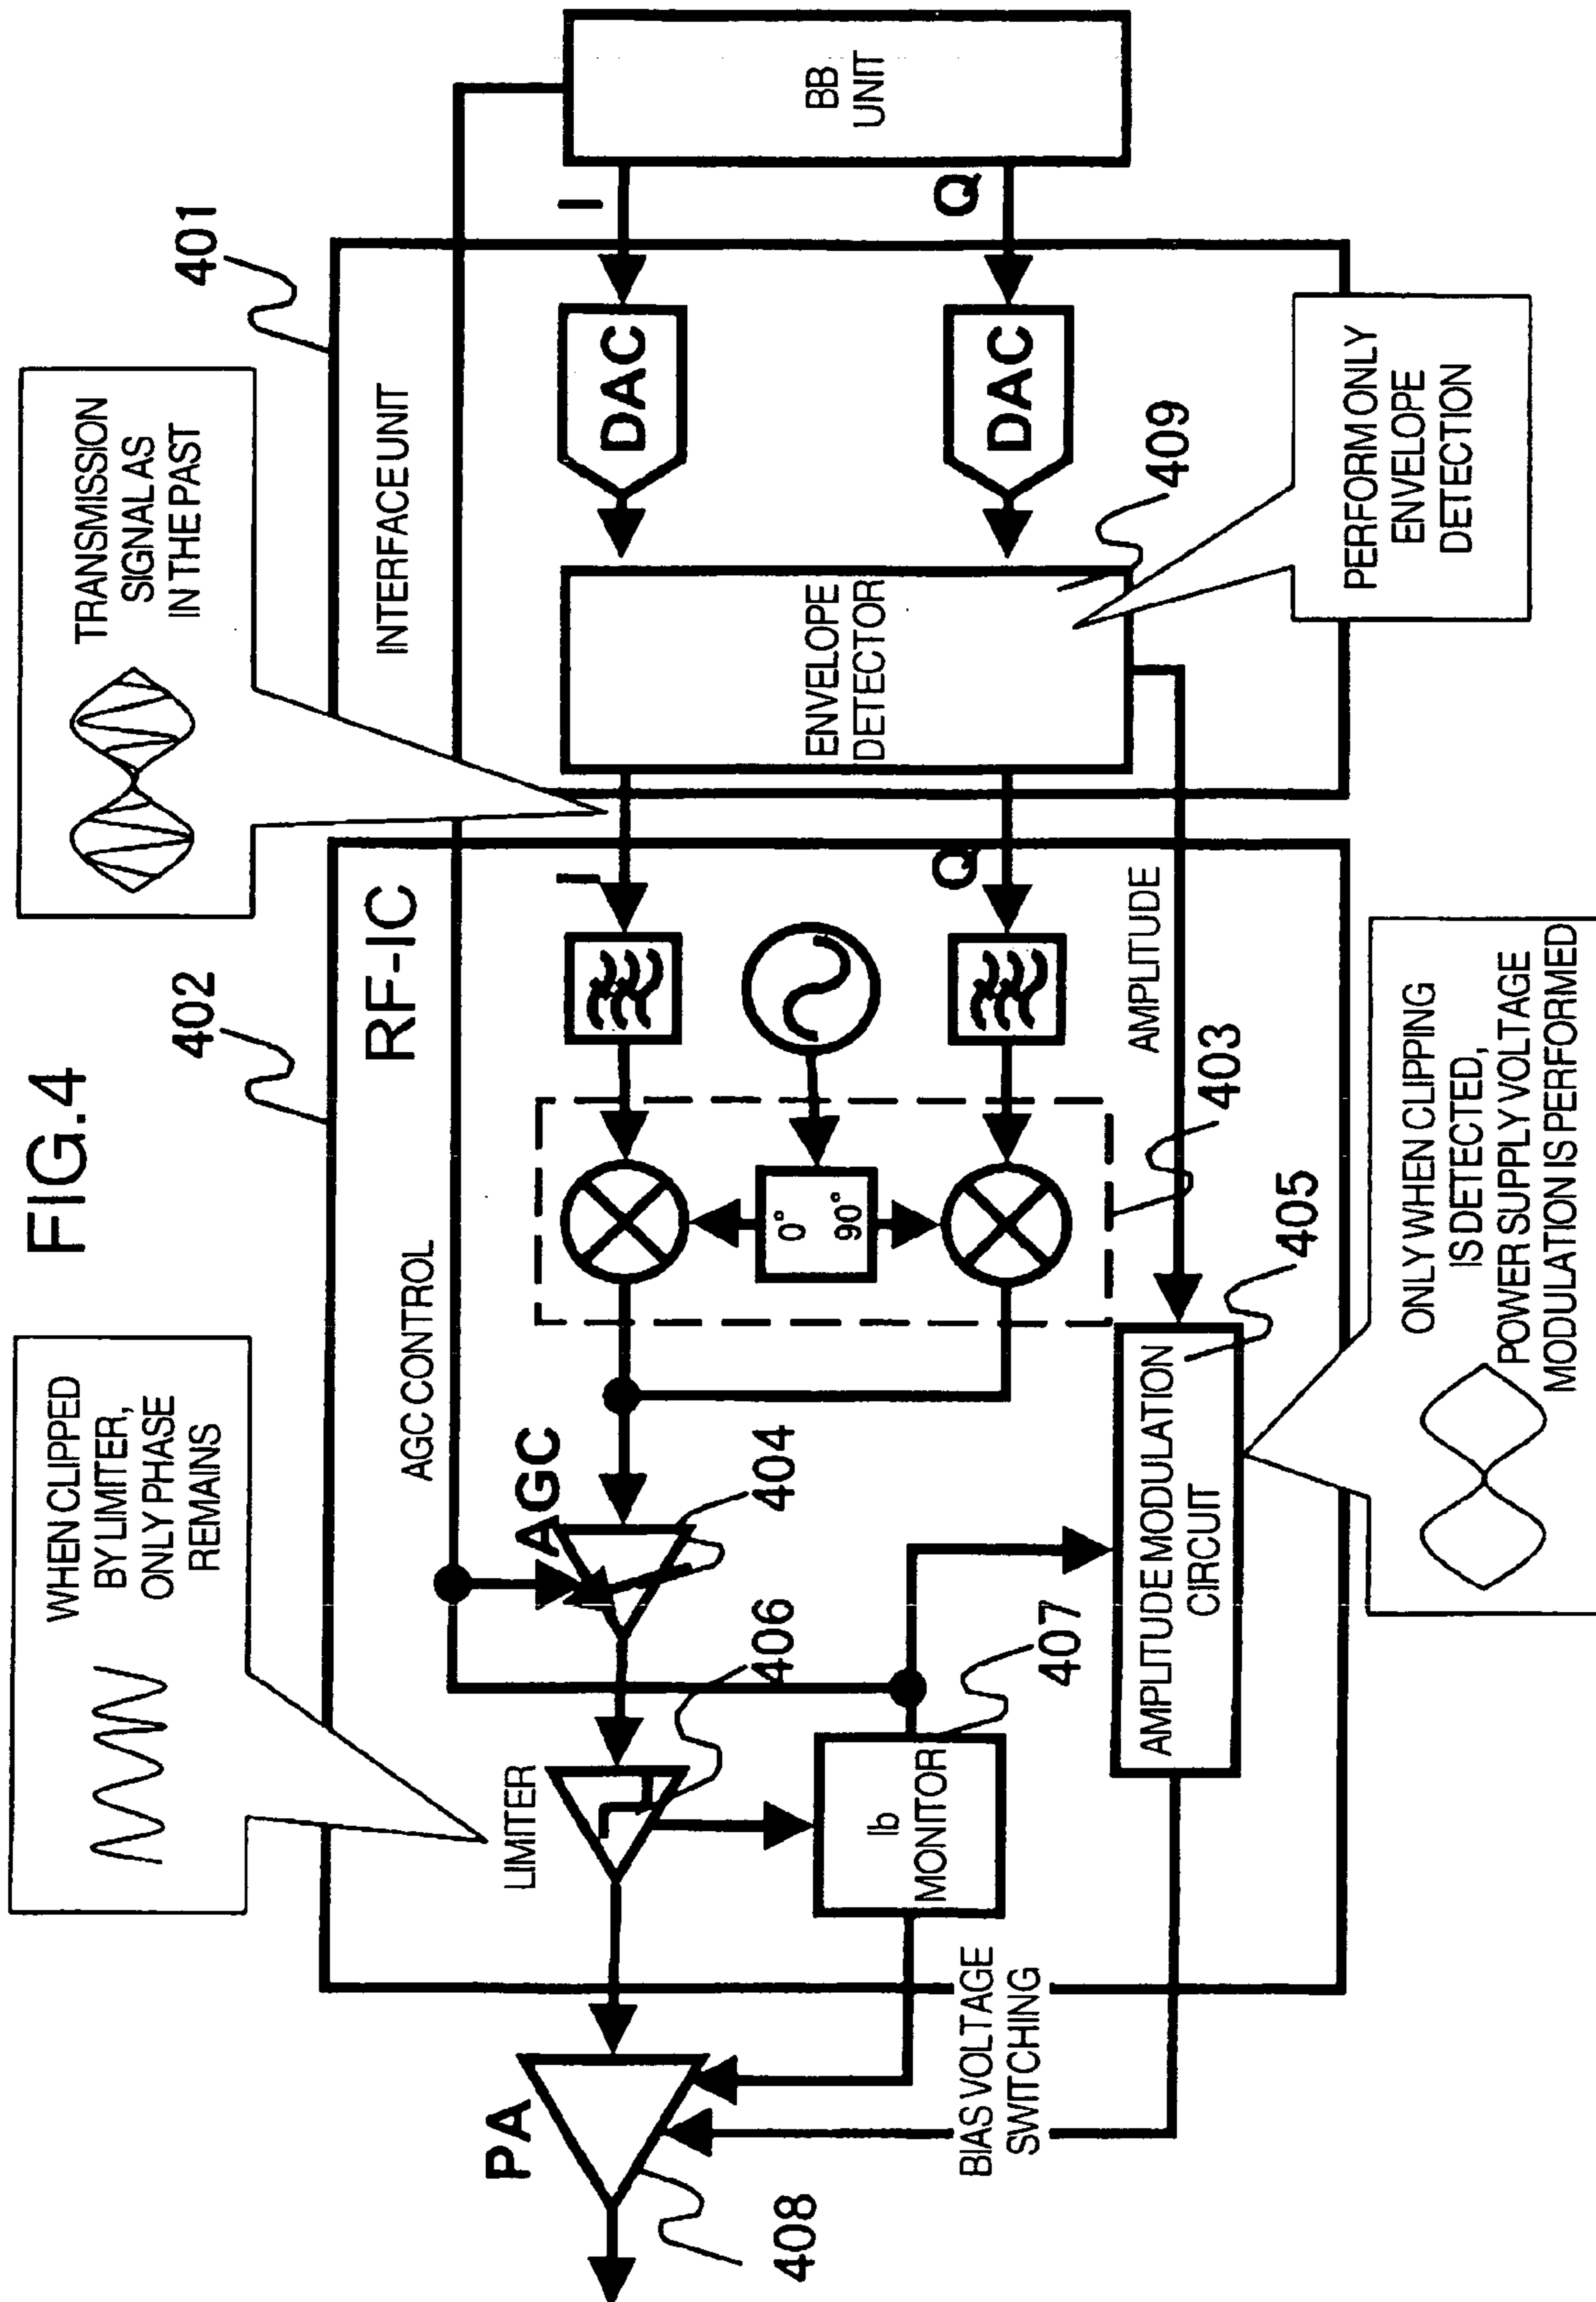 FIG.4
WHEN CLIPPED
BY LIMITER,
ONLY PHASE
REMAINS
402
TRANSMISSION
SIGNAL AS
IN THE PAST
401
RF-IC
INTERFACE UNIT
AGC CONTROL
PA
LIMITER
AGC
I
I
408
406
404
0°
90°
ENVELOPE
DETECTOR
DAC
DAC
BB
UNIT
Ib
MONITOR
407
Q
Q
BIAS VOLTAGE
SWITCHING
AMPLITUDE MODULATION
CIRCUIT
405
403
AMPLITUDE
409
ONLY WHEN CLIPPING
IS DETECTED,
POWER SUPPLY VOLTAGE
MODULATION IS PERFORMED
PERFORM ONLY
ENVELOPE
DETECTION